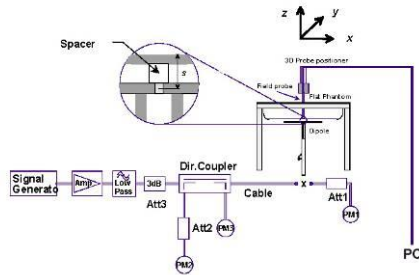 z
y
x
Spacer
s
3D Probe positioner
Field probe
Flat Phantom
Dipole
Signal
Generato
Amp
Low
Pass
3dB
Att3
Dir.Coupler
Cable
x
Att1
PM1
Att2
PM3
PM2
PC